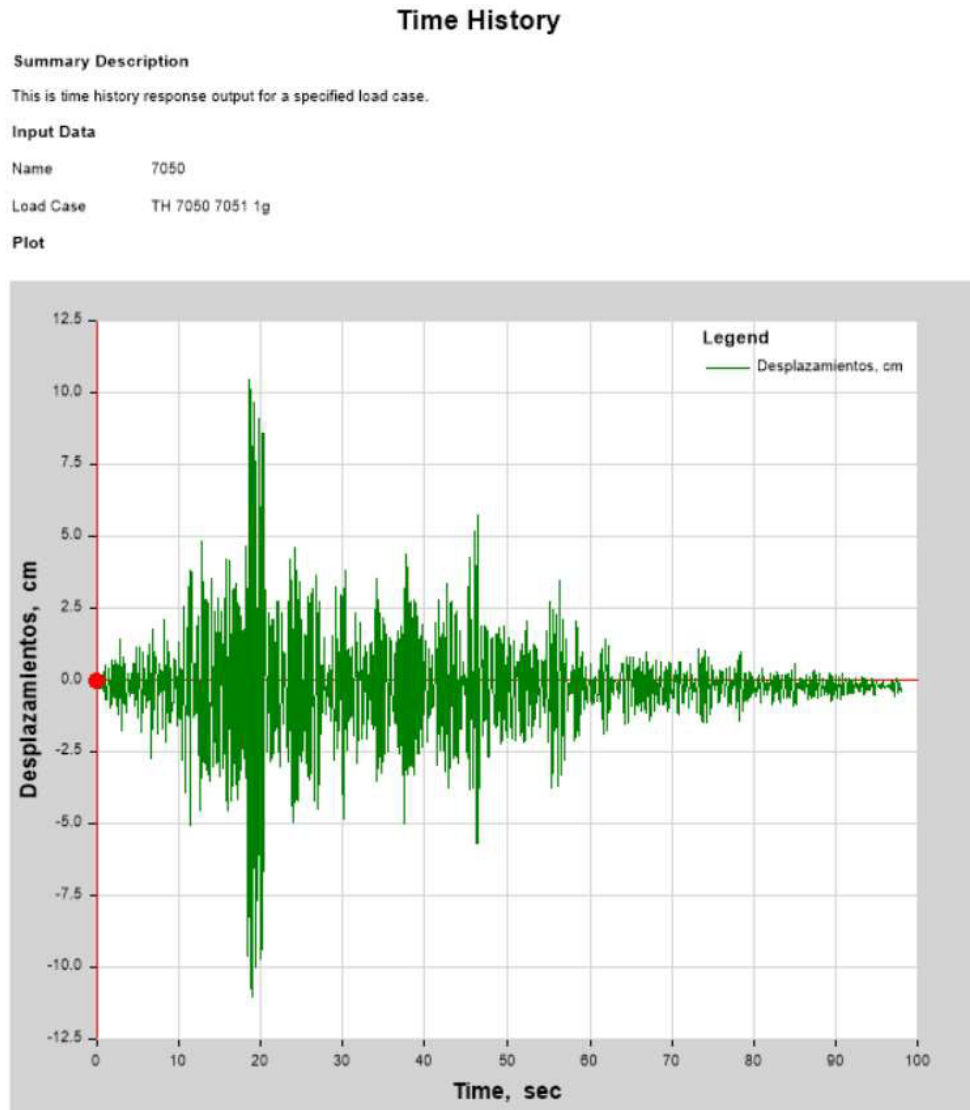 Time History
Summary Description
This is time history response output for a specified load case.
Input Data
Name 7050
Load Case TH 7050 7051 1g
Plot
Legend
Desplazamientos, cm
12.5
10.0
7.5
5.0
2.5
0.0
-2.5
-5.0
-7.5
-10.0
-12.5
Desplazamientos, cm
0 10 20 30 40 50 60 70 80 90 100
Time, sec